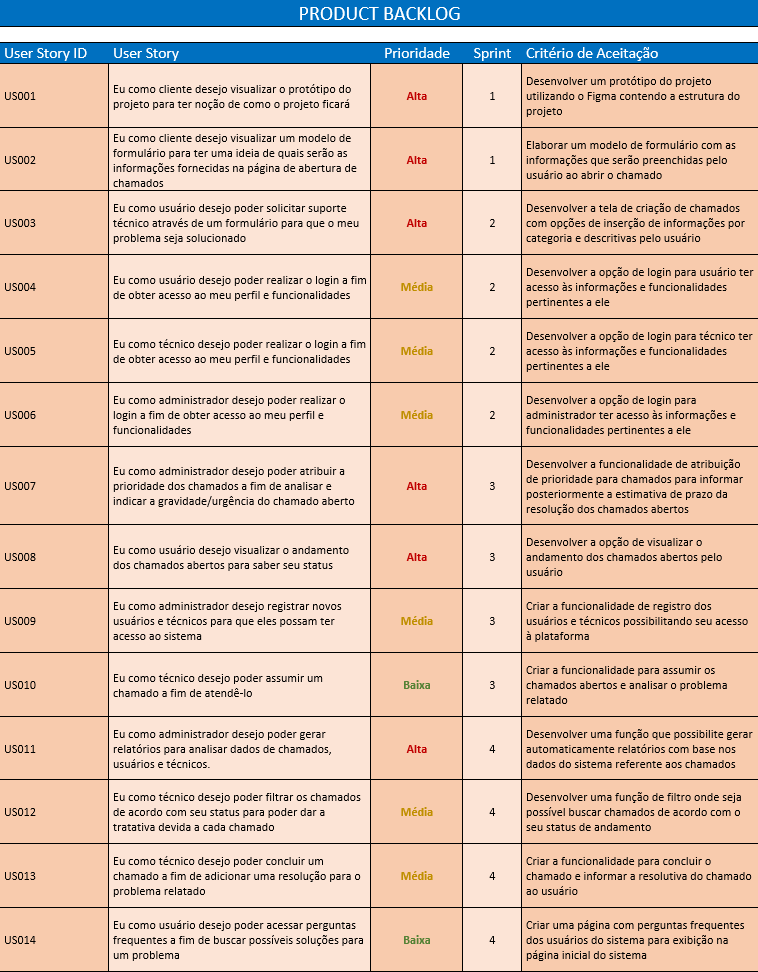 PRODUCT BACKLOG
User Story ID User Story Prioridade Sprint Critério de Aceitação
US001
Eu como cliente desejo visualizar o protótipo do
projeto para ter noção de como o projeto ficará
Alta
1
Desenvolver um protótipo do projeto
utilizando o Figma contendo a estrutura do
projeto
US002
Eu como cliente desejo visualizar um modelo de
formulário para ter uma ideia de quais serão as
informações fornecidas na página de abertura de
chamados
Alta
1
Elaborar um modelo de formulário com as
informações que serão preenchidas pelo
usuário ao abrir o chamado
US003
Eu como usuário desejo poder solicitar suporte
técnico através de um formulário para que o meu
problema seja solucionado
Alta
2
Desenvolver a tela de criação de chamados
com opções de inserção de informações por
categoria e descritivas pelo usuário
US004
Eu como usuário desejo poder realizar o login a fim
de obter acesso ao meu perfil e funcionalidades
Média
2
Desenvolver a opção de login para usuário ter
acesso às informações e funcionalidades
pertinentes a ele
US005
Eu como técnico desejo poder realizar o login a fim
de obter acesso ao meu perfil e funcionalidades
Média
2
Desenvolver a opção de login para técnico ter
acesso às informações e funcionalidades
pertinentes a ele
US006
Eu como administrador desejo poder realizar o
login a fim de obter acesso ao meu perfil e
funcionalidades
Média
2
Desenvolver a opção de login para
administrador ter acesso às informações e
funcionalidades pertinentes a ele
US007
Eu como administrador desejo poder atribuir a
prioridade dos chamados a fim de analisar e
indicar a gravidade/urgência do chamado aberto
Alta
3
Desenvolver a funcionalidade de atribuição
de prioridade para chamados para informar
posteriormente a estimativa de prazo da
resolução dos chamados abertos
US008
Eu como usuário desejo visualizar o andamento
dos chamados abertos para saber seu status
Alta
3
Desenvolver a opção de visualizar o
andamento dos chamados abertos pelo
usuário
US009
Eu como administrador desejo registrar novos
usuários e técnicos para que eles possam ter
acesso ao sistema
Média
3
Criar a funcionalidade de registro dos
usuários e técnicos possibilitando seu acesso
à plataforma
US010
Eu como técnico desejo poder assumir um
chamado a fim de atendê-lo
Baixa
3
Criar a funcionalidade para assumir os
chamados abertos e analisar o problema
relatado
US011
Eu como administrador desejo poder gerar
relatórios para analisar dados de chamados,
usuários e técnicos.
Alta
4
Desenvolver uma função que possibilite gerar
automaticamente relatórios com base nos
dados do sistema referente aos chamados
US012
Eu como técnico desejo poder filtrar os chamados
de acordo com seu status para poder dar a
tratativa devida a cada chamado
Média
4
Desenvolver uma função de filtro onde seja
possível buscar chamados de acordo com o
seu status de andamento
US013
Eu como técnico desejo poder concluir um
chamado a fim de adicionar uma resolução para o
problema relatado
Média
4
Criar a funcionalidade para concluir o
chamado e informar a resolutiva do chamado
ao usuário
US014
Eu como usuário desejo poder acessar perguntas
frequentes a fim de buscar possíveis soluções para
um problema
Baixa
4
Criar uma página com perguntas frequentes
dos usuários do sistema para exibição na
página inicial do sistema